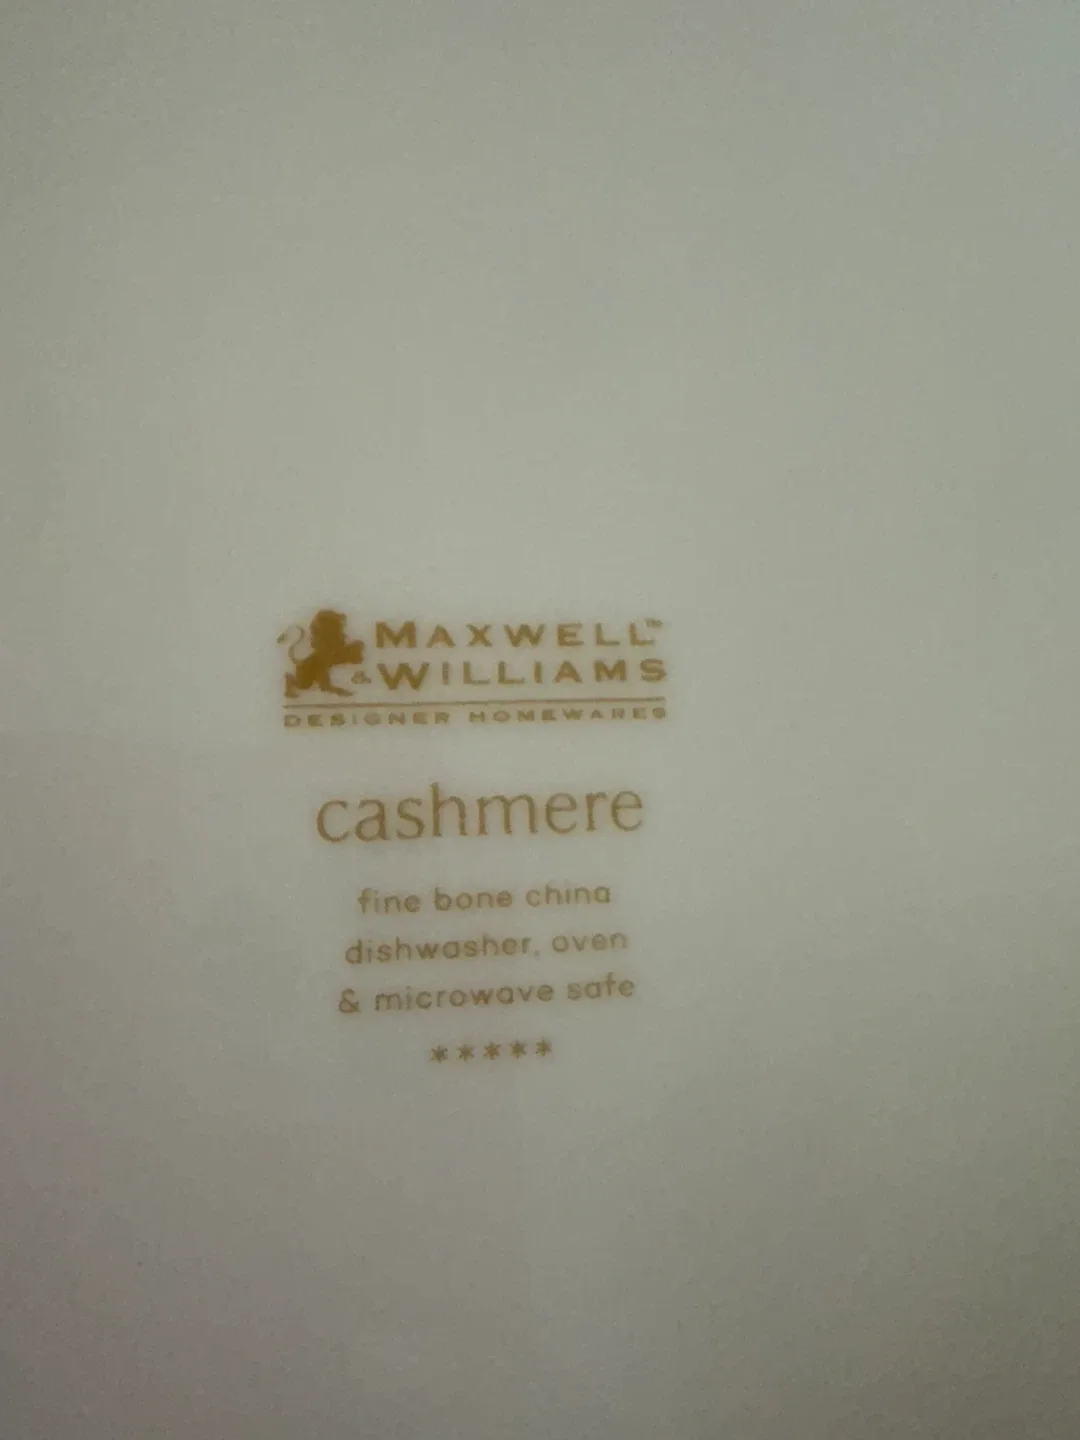 MAXWELL™
& WILLIAMS
DESIGNER HOMEWARES
cashmere
fine bone china
dishwasher, oven
& microwave safe
*****